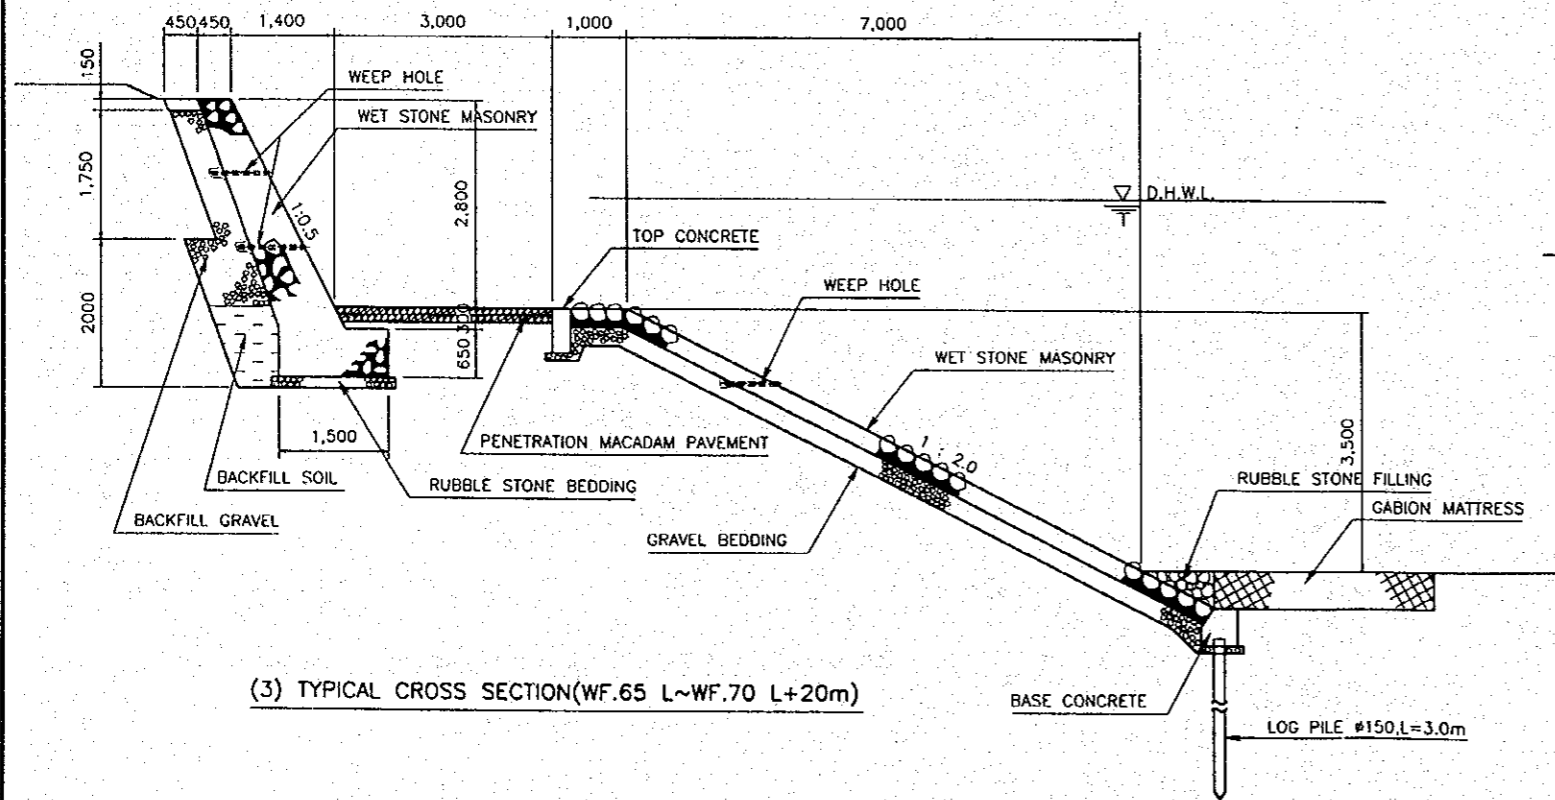 450 450 1,400 3,000 1,000 7,000
150
WEEP HOLE
WET STONE MASONRY
1,750
2,800
D.H.W.L.
1:0.5
TOP CONCRETE
WEEP HOLE
2000
650 300
WET STONE MASONRY
1,500
PENETRATION MACADAM PAVEMENT
1 : 2.0
3,500
BACKFILL SOIL
RUBBLE STONE BEDDING
RUBBLE STONE FILLING
GABION MATTRESS
BACKFILL GRAVEL
GRAVEL BEDDING
(3) TYPICAL CROSS SECTION(WF.65 L~WF.70 L+20m)
BASE CONCRETE
LOG PILE ø150,L=3.0m